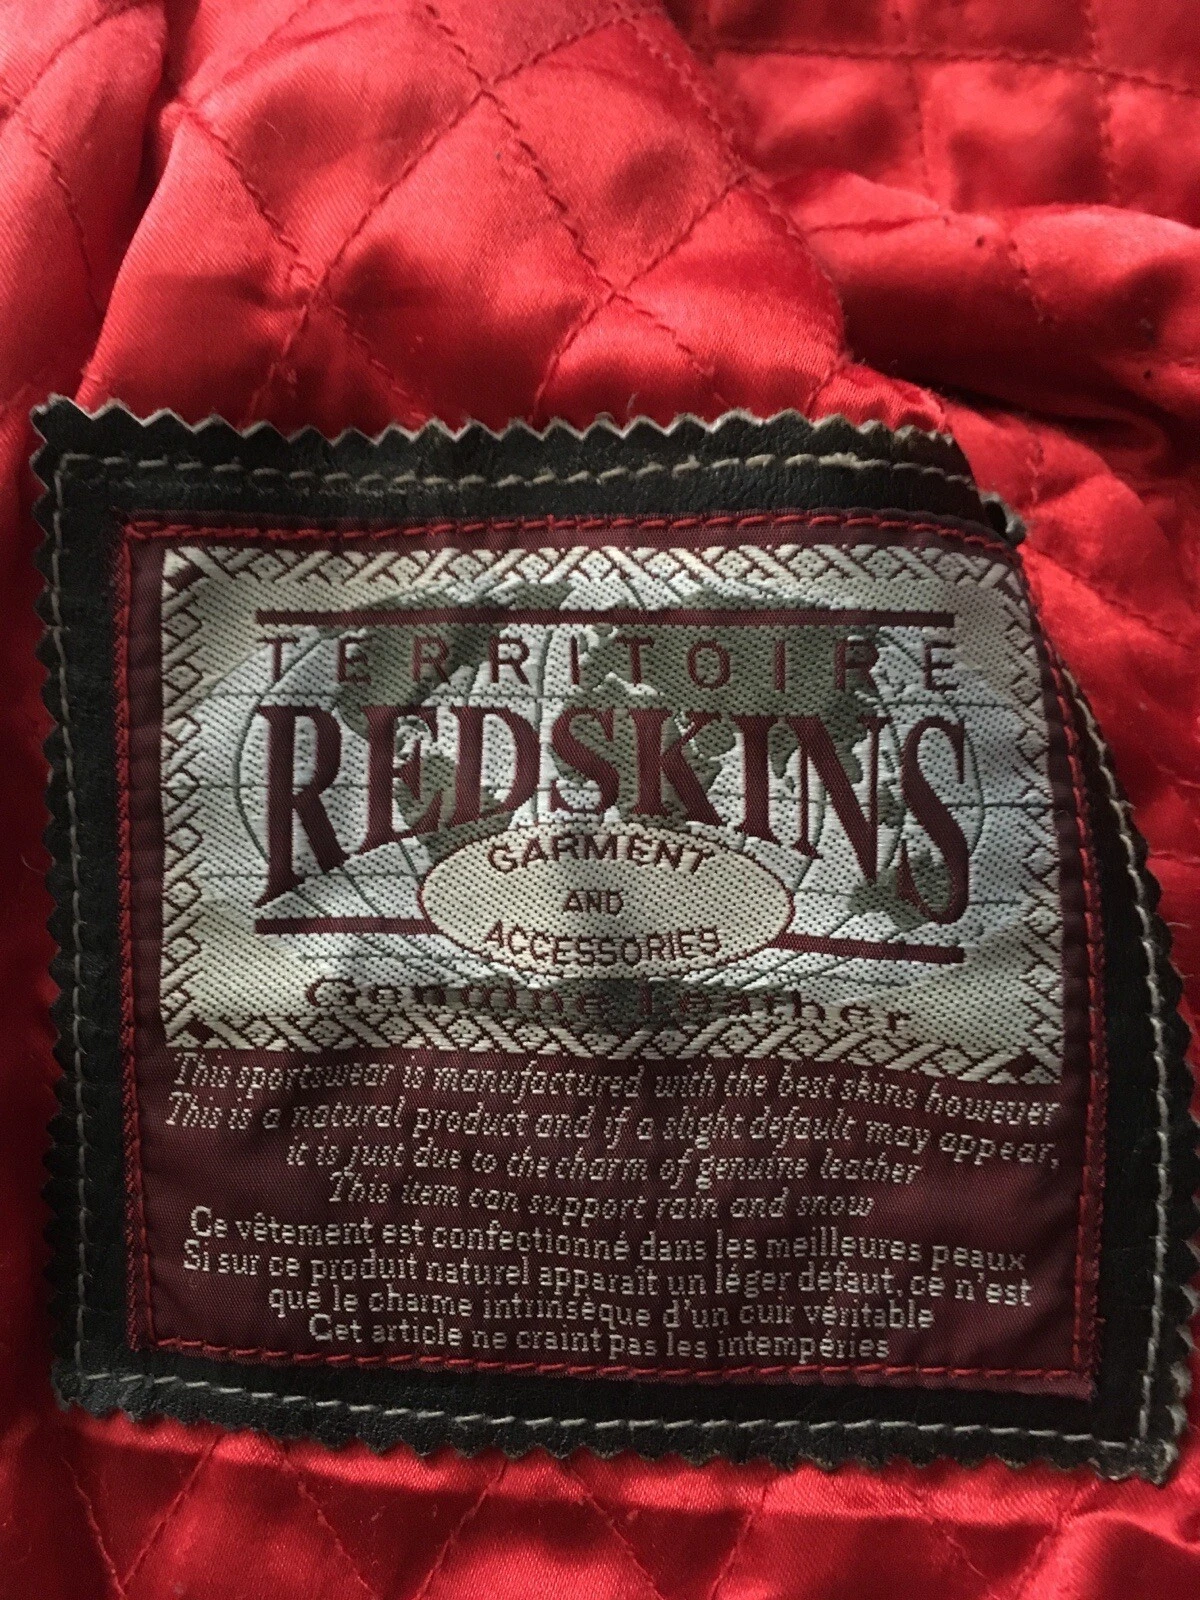 TERRITOIRE
REDSKINS
GARMENT
AND
ACCESSORIES
Genuine Leather
This sportswear is manufactured with the best skins however
This is a natural product and if a slight default may appear,
it is just due to the charm of genuine leather
This item can support rain and snow
Ce vêtement est confectionné dans les meilleures peaux
Si sur ce produit naturel apparaît un léger défaut, ce n'est
que le charme intrinsèque d'un cuir véritable
Cet article ne craint pas les intempéries